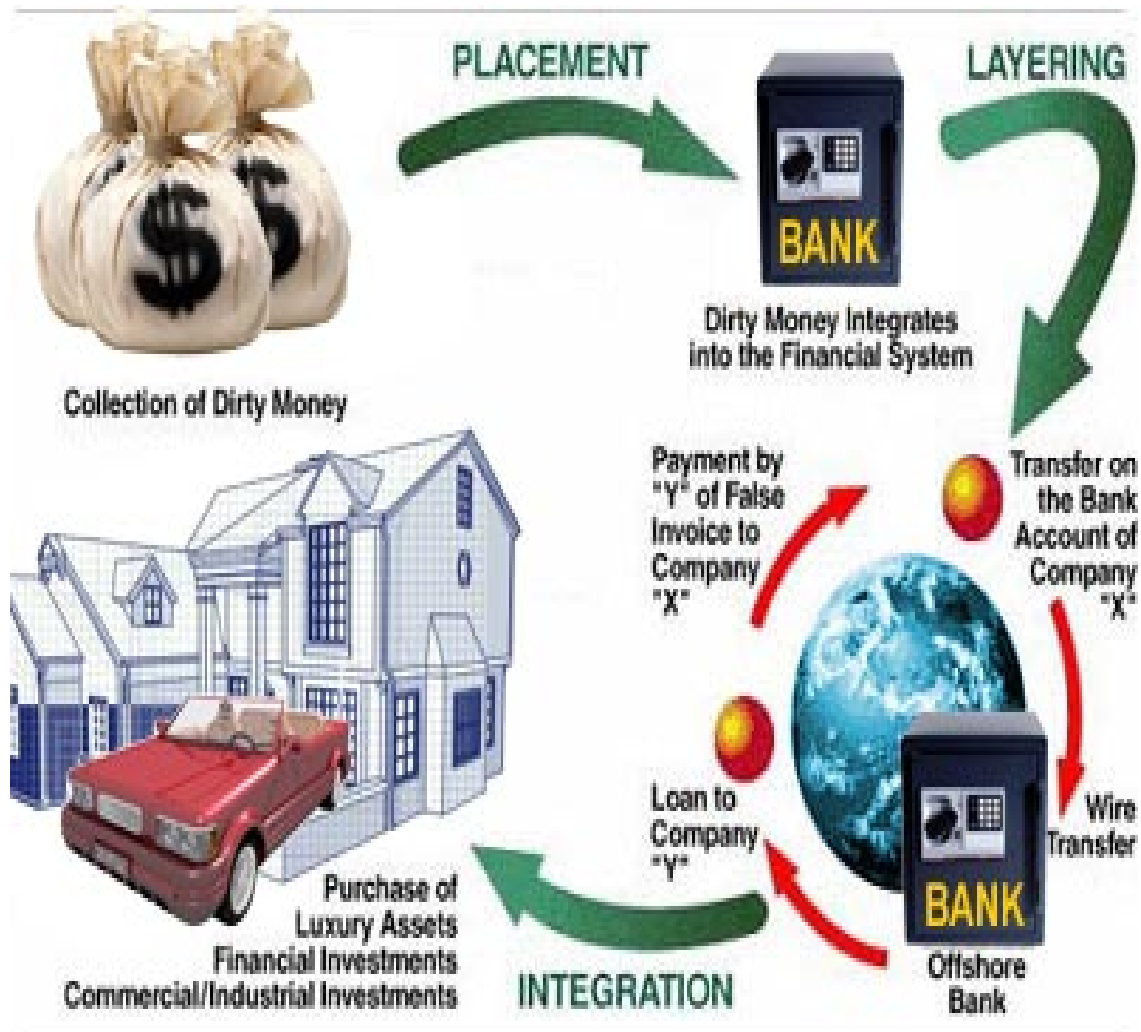 PLACEMENT
LAYERING
$
$
BANK
Dirty Money Integrates
into the Financial System
Collection of Dirty Money
Payment by
"Y" of False
Invoice to
Company
"X"
Transfer on
the Bank
Account of
Company
"X"
Loan to
Company
"Y"
Wire
Transfer
BANK
Offshore
Bank
Purchase of
Luxury Assets
Financial Investments
Commercial/Industrial Investments
INTEGRATION